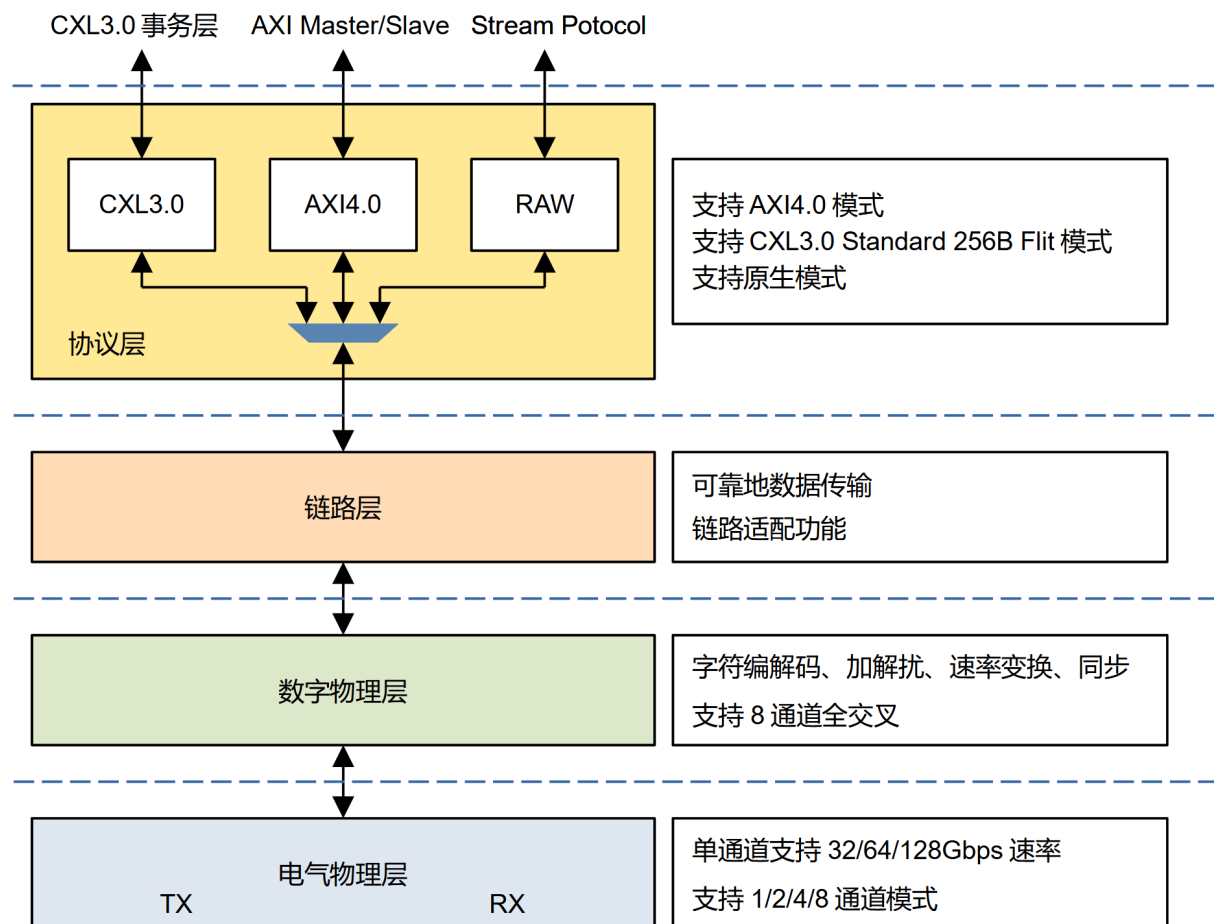 CXL3.0 事务层 AXI Master/Slave Stream Potocol
CXL3.0 AXI4.0 RAW
协议层
支持 AXI4.0 模式
支持 CXL3.0 Standard 256B Flit 模式
支持原生模式
链路层
可靠地数据传输
链路适配功能
数字物理层
字符编解码、加解扰、速率变换、同步
支持 8 通道全交叉
电气物理层
TX RX
单通道支持 32/64/128Gbps 速率
支持 1/2/4/8 通道模式